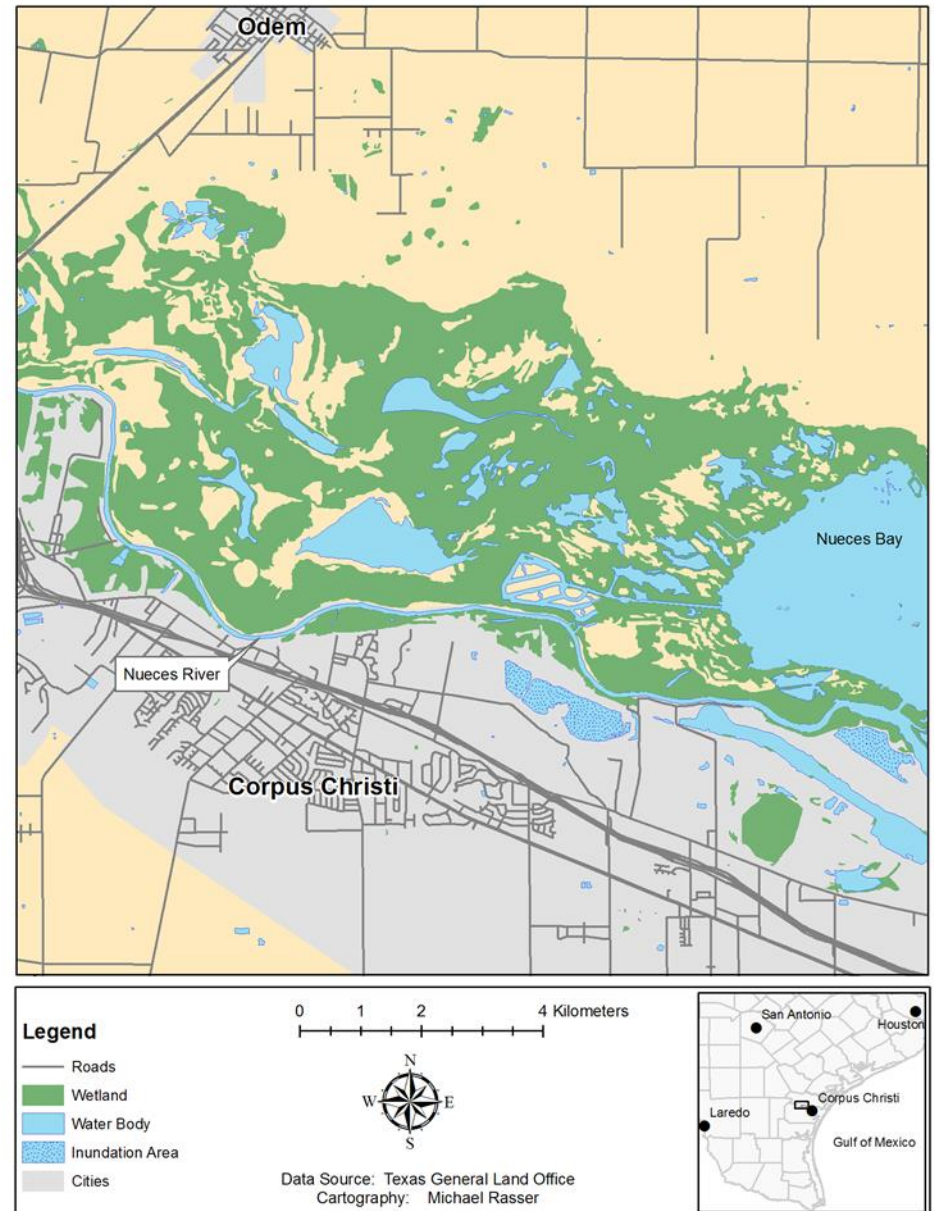 Odem
Nueces Bay
Nueces River
Corpus Christi
Legend
Roads
Wetland
Water Body
Inundation Area
Cities
0 1 2 4 Kilometers
N
W E
S
Data Source: Texas General Land Office
Cartography: Michael Rasser
San Antonio
Houston
Corpus Christi
Laredo
Gulf of Mexico